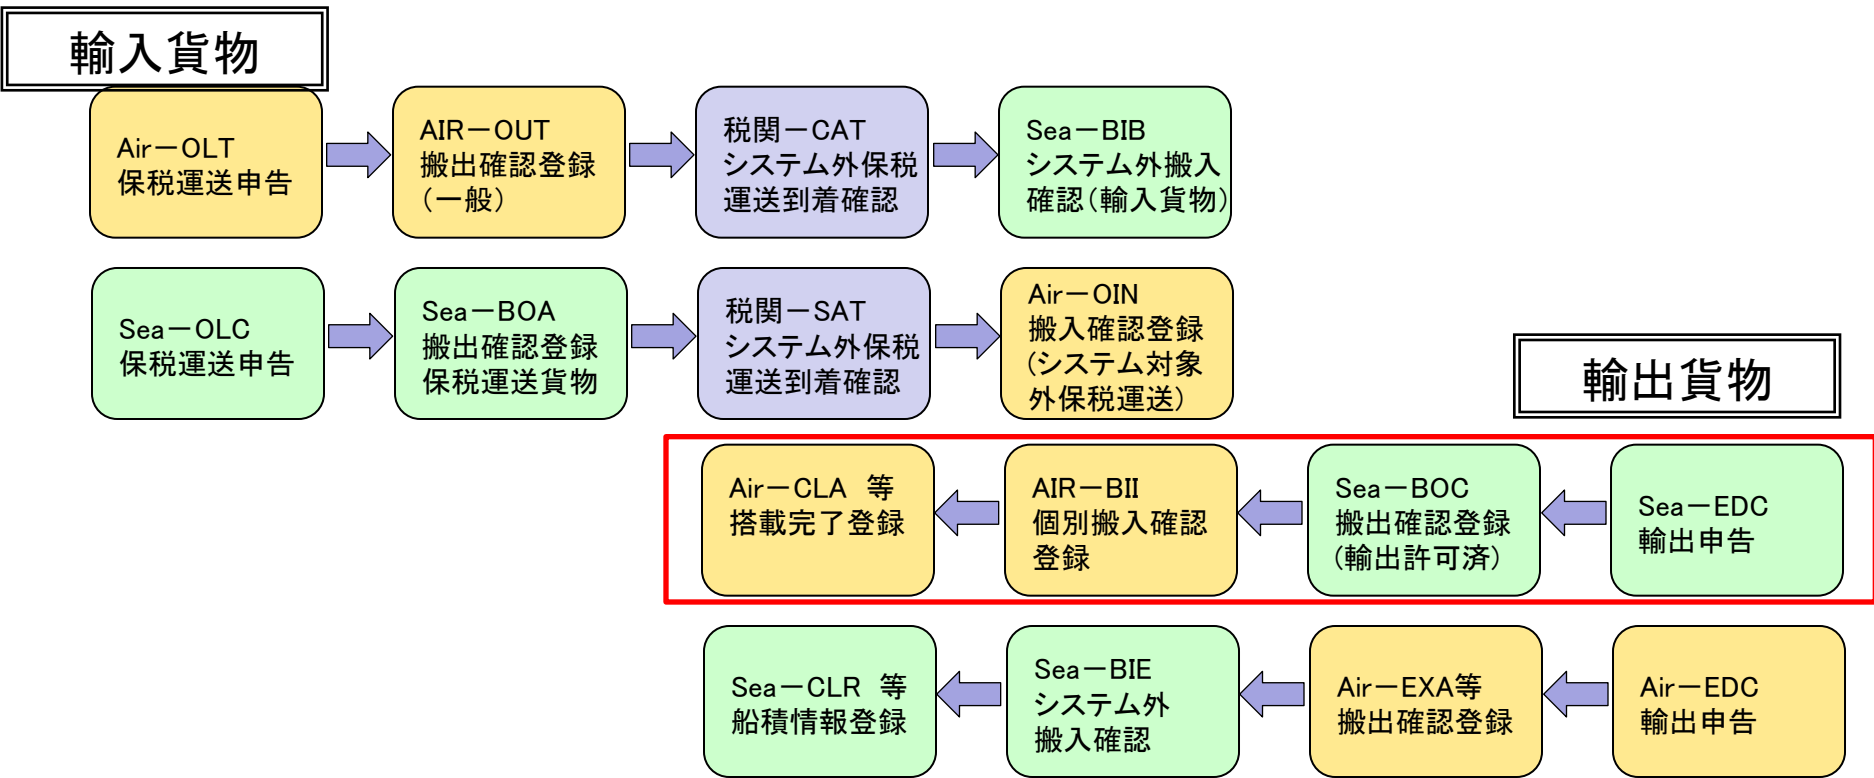 輸入貨物
Air－OLT
保税運送申告
AIR－OUT
搬出確認登録
（一般）
税関－CAT
システム外保税
運送到着確認
Sea－BIB
システム外搬入
確認（輸入貨物）
Sea－OLC
保税運送申告
Sea－BOA
搬出確認登録
保税運送貨物
税関－SAT
システム外保税
運送到着確認
Air－OIN
搬入確認登録
（システム対象
外保税運送）
輸出貨物
Air－CLA　等
搭載完了登録
AIR－BII
個別搬入確認
登録
Sea－BOC
搬出確認登録
（輸出許可済）
Sea－EDC
輸出申告
Sea－CLR　等
船積情報登録
Sea－BIE
システム外
搬入確認
Air－EXA等
搬出確認登録
Air－EDC
輸出申告